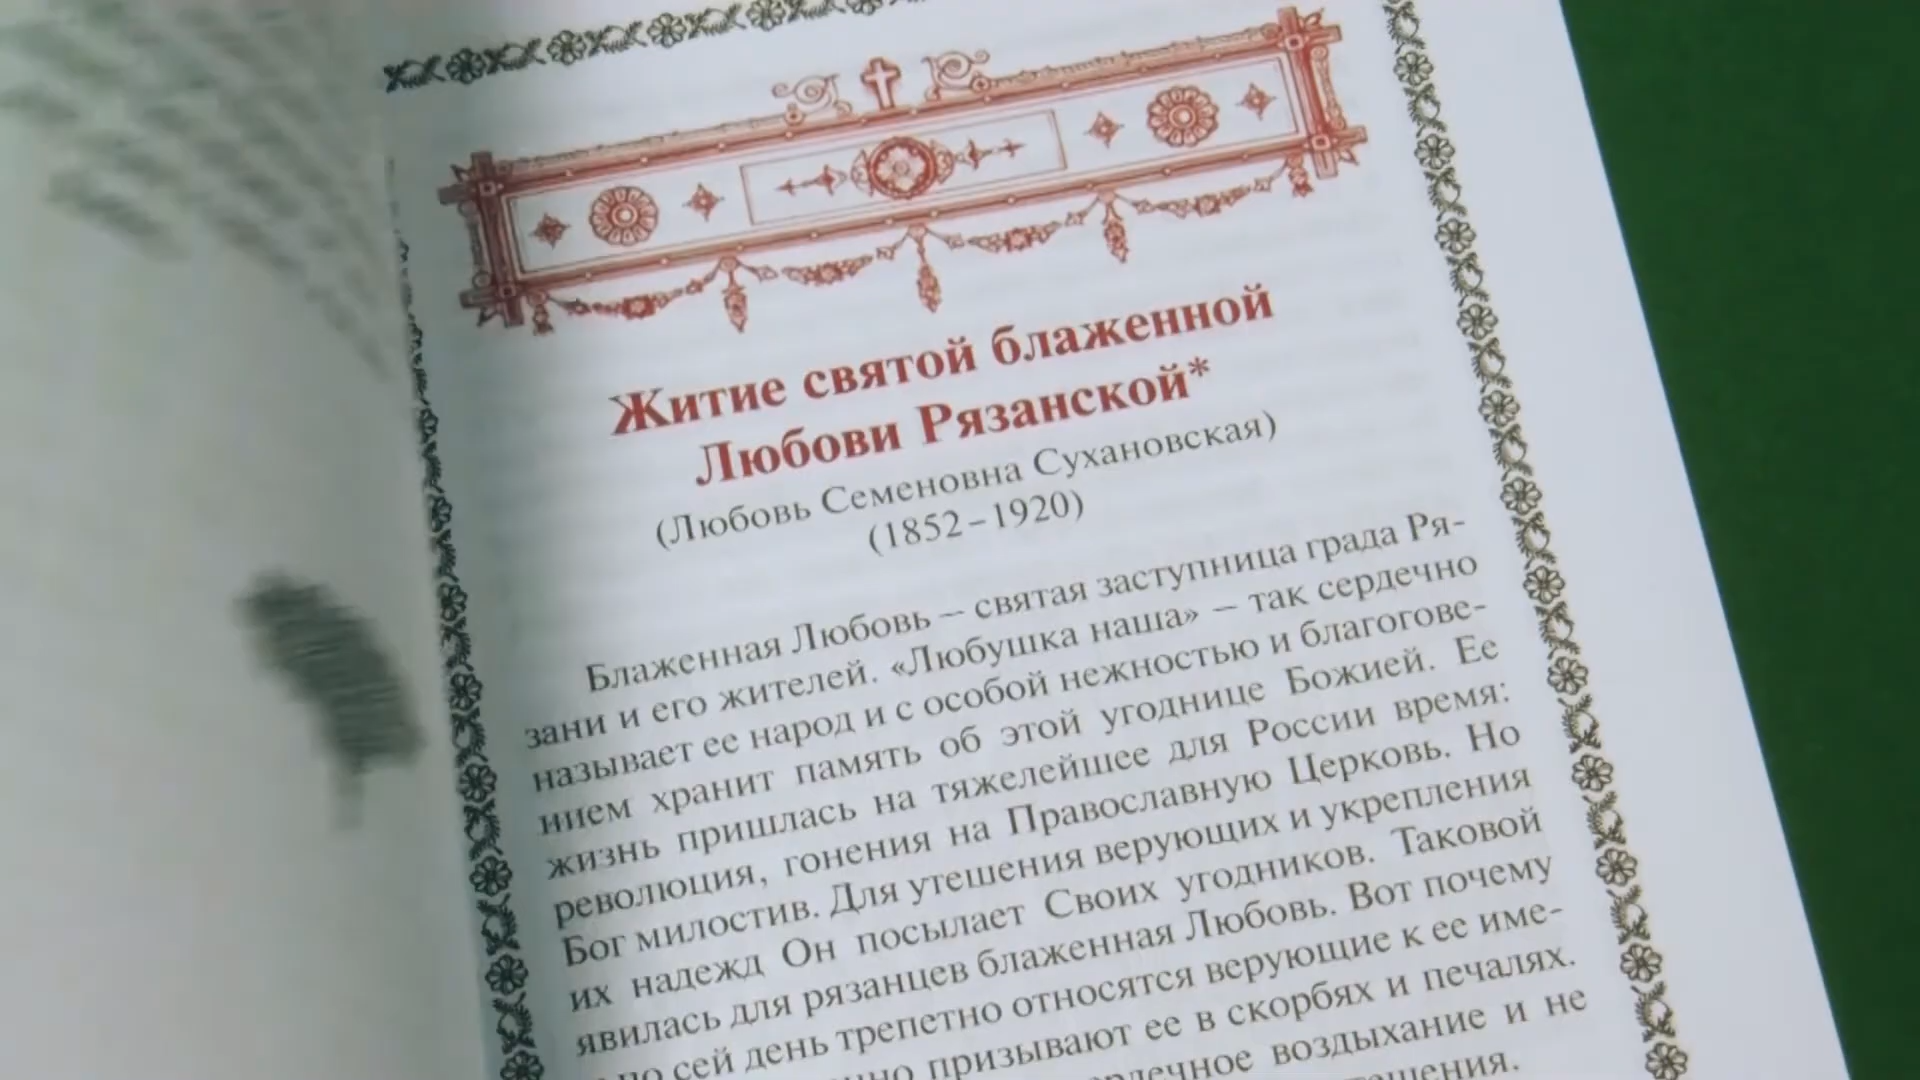 Житие святой блаженной
Любови Рязанской*
(Любовь Семеновна Сухановская)
(1852–1920)
Блаженная Любовь – святая заступница града Ря-
зани и его жителей. «Любушка наша» – так сердечно
называет ее народ и с особой нежностью и благогове-
нием хранит память об этой угоднице Божией. Ее
жизнь пришлась на тяжелейшее для России время:
революция, гонения на Православную Церковь. Но
Бог милостив. Для утешения верующих и укрепления
их надежд Он посылает Своих угодников. Таковой
явилась для рязанцев блаженная Любовь. Вот почему
по сей день трепетно относятся верующие к ее име-
призывают ее в скорбях и печалях.
воздыхание и не